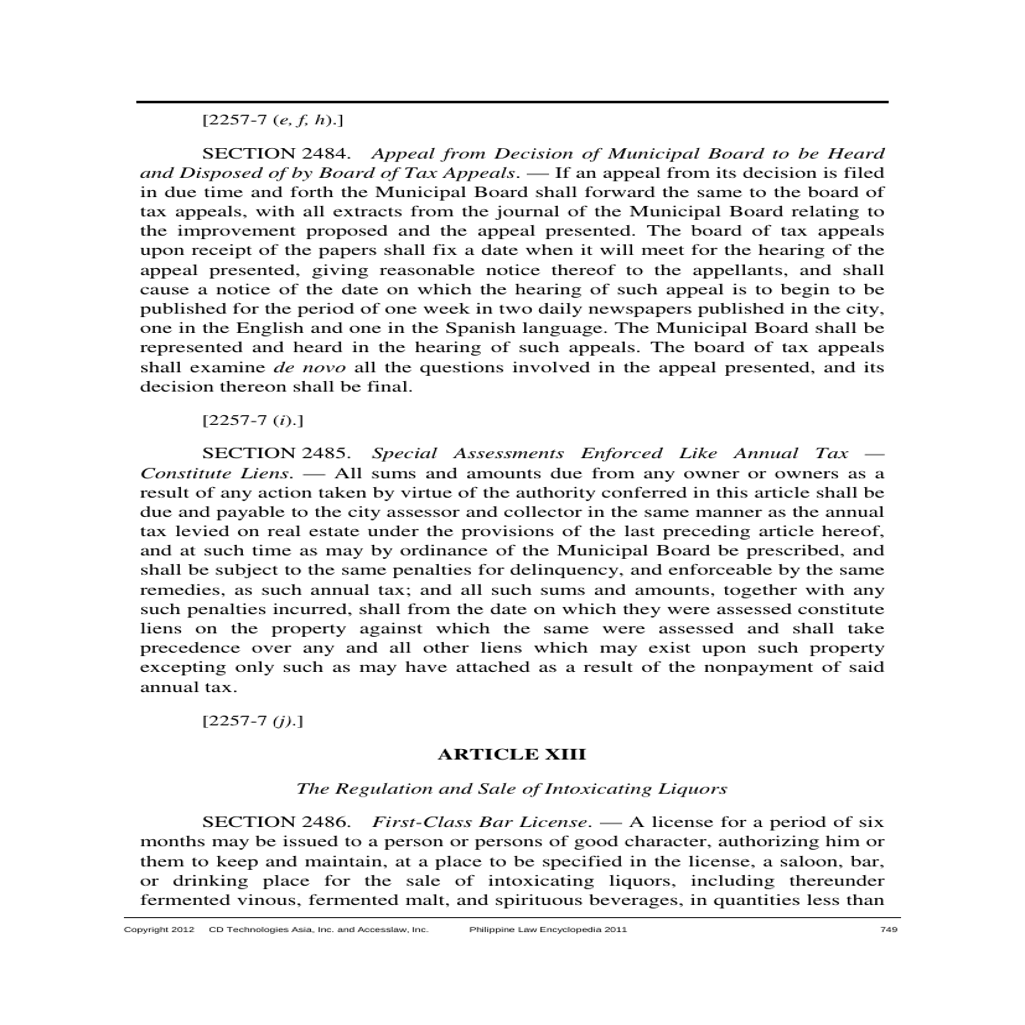 [2257-7 (e, f, h).]
SECTION 2484. Appeal from Decision of Municipal Board to be Heard
and Disposed of by Board of Tax Appeals. — If an appeal from its decision is filed
in due time and forth the Municipal Board shall forward the same to the board of
tax appeals, with all extracts from the journal of the Municipal Board relating to
the improvement proposed and the appeal presented. The board of tax appeals
upon receipt of the papers shall fix a date when it will meet for the hearing of the
appeal presented, giving reasonable notice thereof to the appellants, and shall
cause a notice of the date on which the hearing of such appeal is to begin to be
published for the period of one week in two daily newspapers published in the city,
one in the English and one in the Spanish language. The Municipal Board shall be
represented and heard in the hearing of such appeals. The board of tax appeals
shall examine de novo all the questions involved in the appeal presented, and its
decision thereon shall be final.
[2257-7 (i).]
SECTION 2485. Special Assessments Enforced Like Annual Tax —
Constitute Liens. — All sums and amounts due from any owner or owners as a
result of any action taken by virtue of the authority conferred in this article shall be
due and payable to the city assessor and collector in the same manner as the annual
tax levied on real estate under the provisions of the last preceding article hereof,
and at such time as may by ordinance of the Municipal Board be prescribed, and
shall be subject to the same penalties for delinquency, and enforceable by the same
remedies, as such annual tax; and all such sums and amounts, together with any
such penalties incurred, shall from the date on which they were assessed constitute
liens on the property against which the same were assessed and shall take
precedence over any and all other liens which may exist upon such property
excepting only such as may have attached as a result of the nonpayment of said
annual tax.
[2257-7 (j).]
ARTICLE XIII
The Regulation and Sale of Intoxicating Liquors
SECTION 2486. First-Class Bar License. — A license for a period of six
months may be issued to a person or persons of good character, authorizing him or
them to keep and maintain, at a place to be specified in the license, a saloon, bar,
or drinking place for the sale of intoxicating liquors, including thereunder
fermented vinous, fermented malt, and spirituous beverages, in quantities less than
Copyright 2012 CD Technologies Asia, Inc. and Accesslaw, Inc. Philippine Law Encyclopedia 2011 749